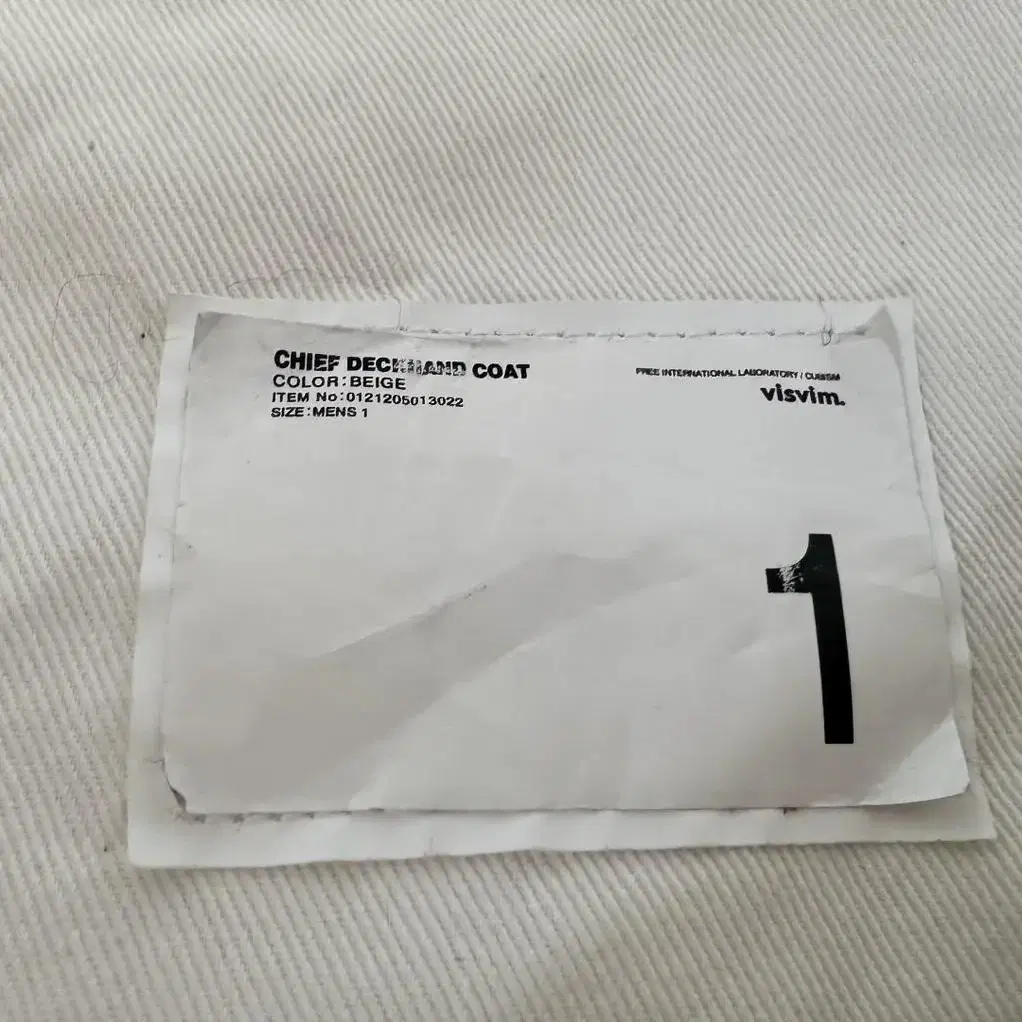 CHIEF DECKHAND COAT
COLOR:BEIGE
ITEM No:0121205013022
SIZE:MENS 1
FREE INTERNATIONAL LABORATORY / CUBISM
visvim.
1